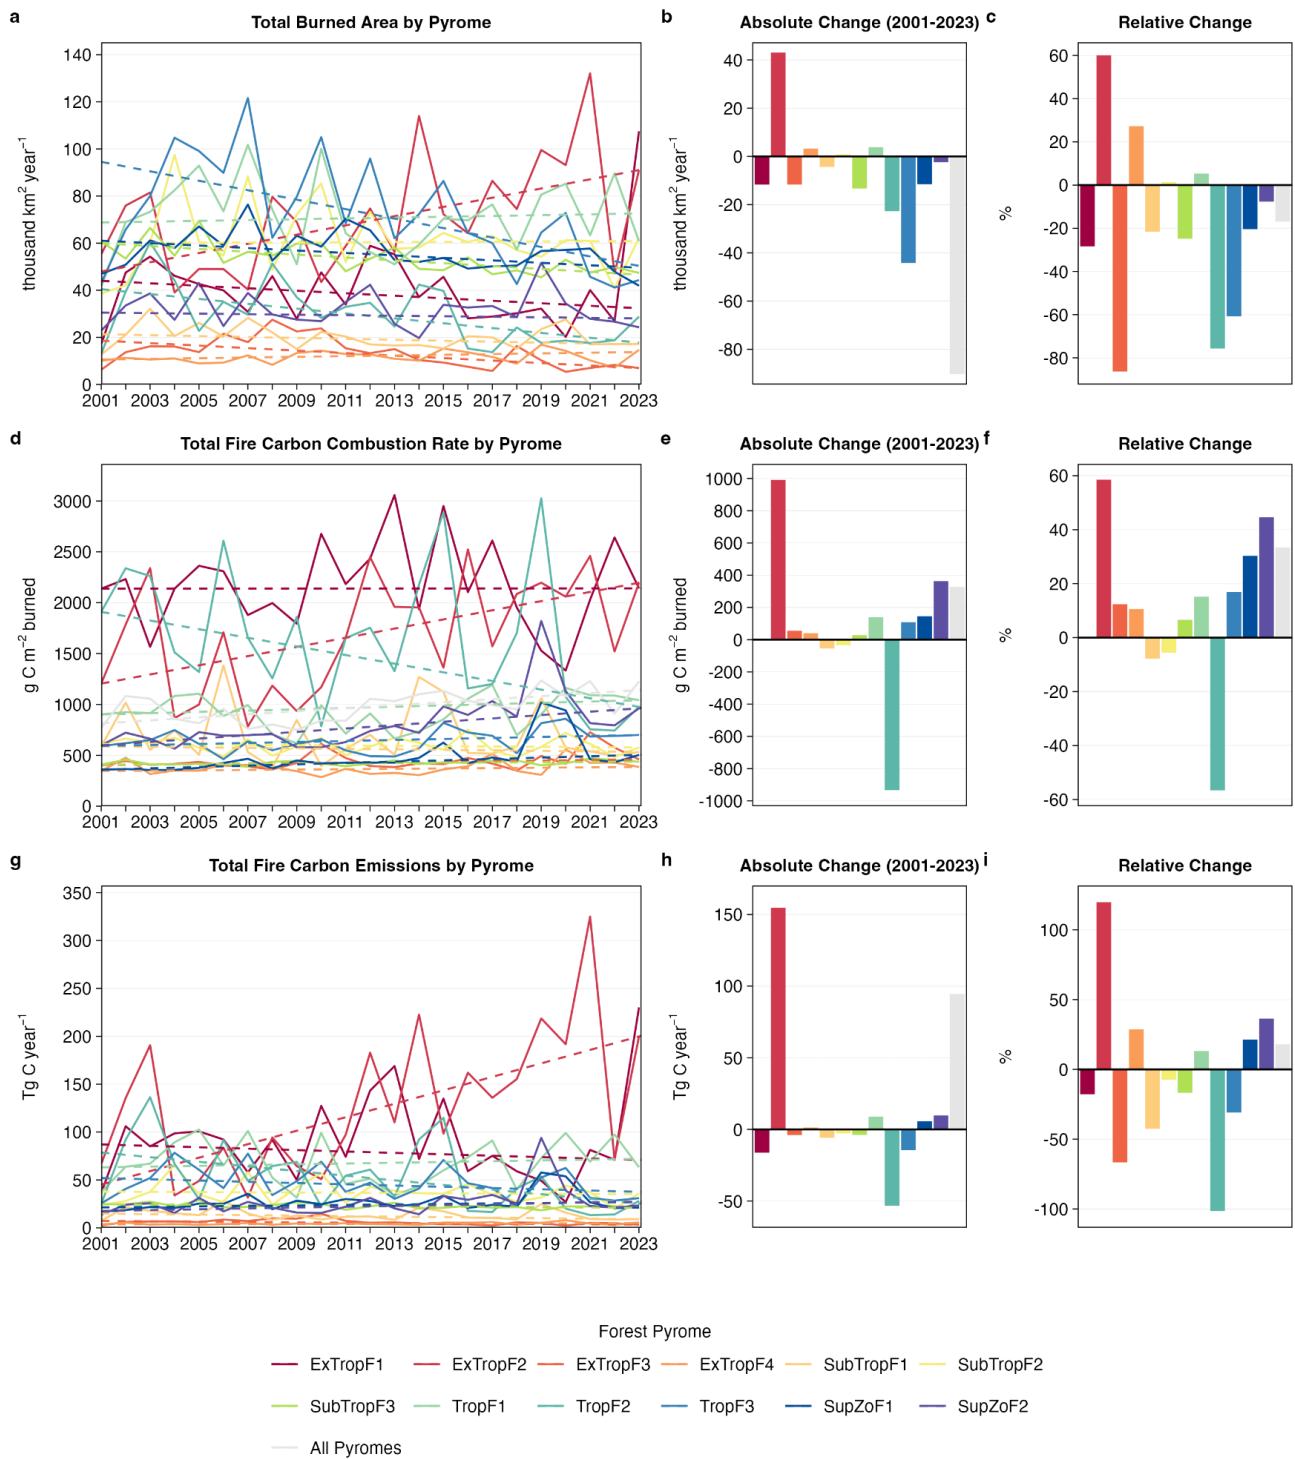 a
Total Burned Area by Pyrome
thousand km² year⁻¹
140
120
100
80
60
40
20
0
2001 2003 2005 2007 2009 2011 2013 2015 2017 2019 2021 2023
b
Absolute Change (2001-2023)
thousand km² year⁻¹
40
20
0
-20
-40
-60
-80
c
Relative Change
%
60
40
20
0
-20
-40
-60
-80
d
Total Fire Carbon Combustion Rate by Pyrome
g C m⁻² burned
3000
2500
2000
1500
1000
500
0
2001 2003 2005 2007 2009 2011 2013 2015 2017 2019 2021 2023
e
Absolute Change (2001-2023)
g C m⁻² burned
1000
800
600
400
200
0
-200
-400
-600
-800
-1000
f
Relative Change
%
60
40
20
0
-20
-40
-60
g
Total Fire Carbon Emissions by Pyrome
Tg C year⁻¹
350
300
250
200
150
100
50
0
2001 2003 2005 2007 2009 2011 2013 2015 2017 2019 2021 2023
h
Absolute Change (2001-2023)
Tg C year⁻¹
150
100
50
0
-50
i
Relative Change
%
100
50
0
-50
-100
Forest Pyrome
ExTropF1 ExTropF2 ExTropF3 ExTropF4 SubTropF1 SubTropF2
SubTropF3 TropF1 TropF2 TropF3 SupZoF1 SupZoF2
All Pyromes